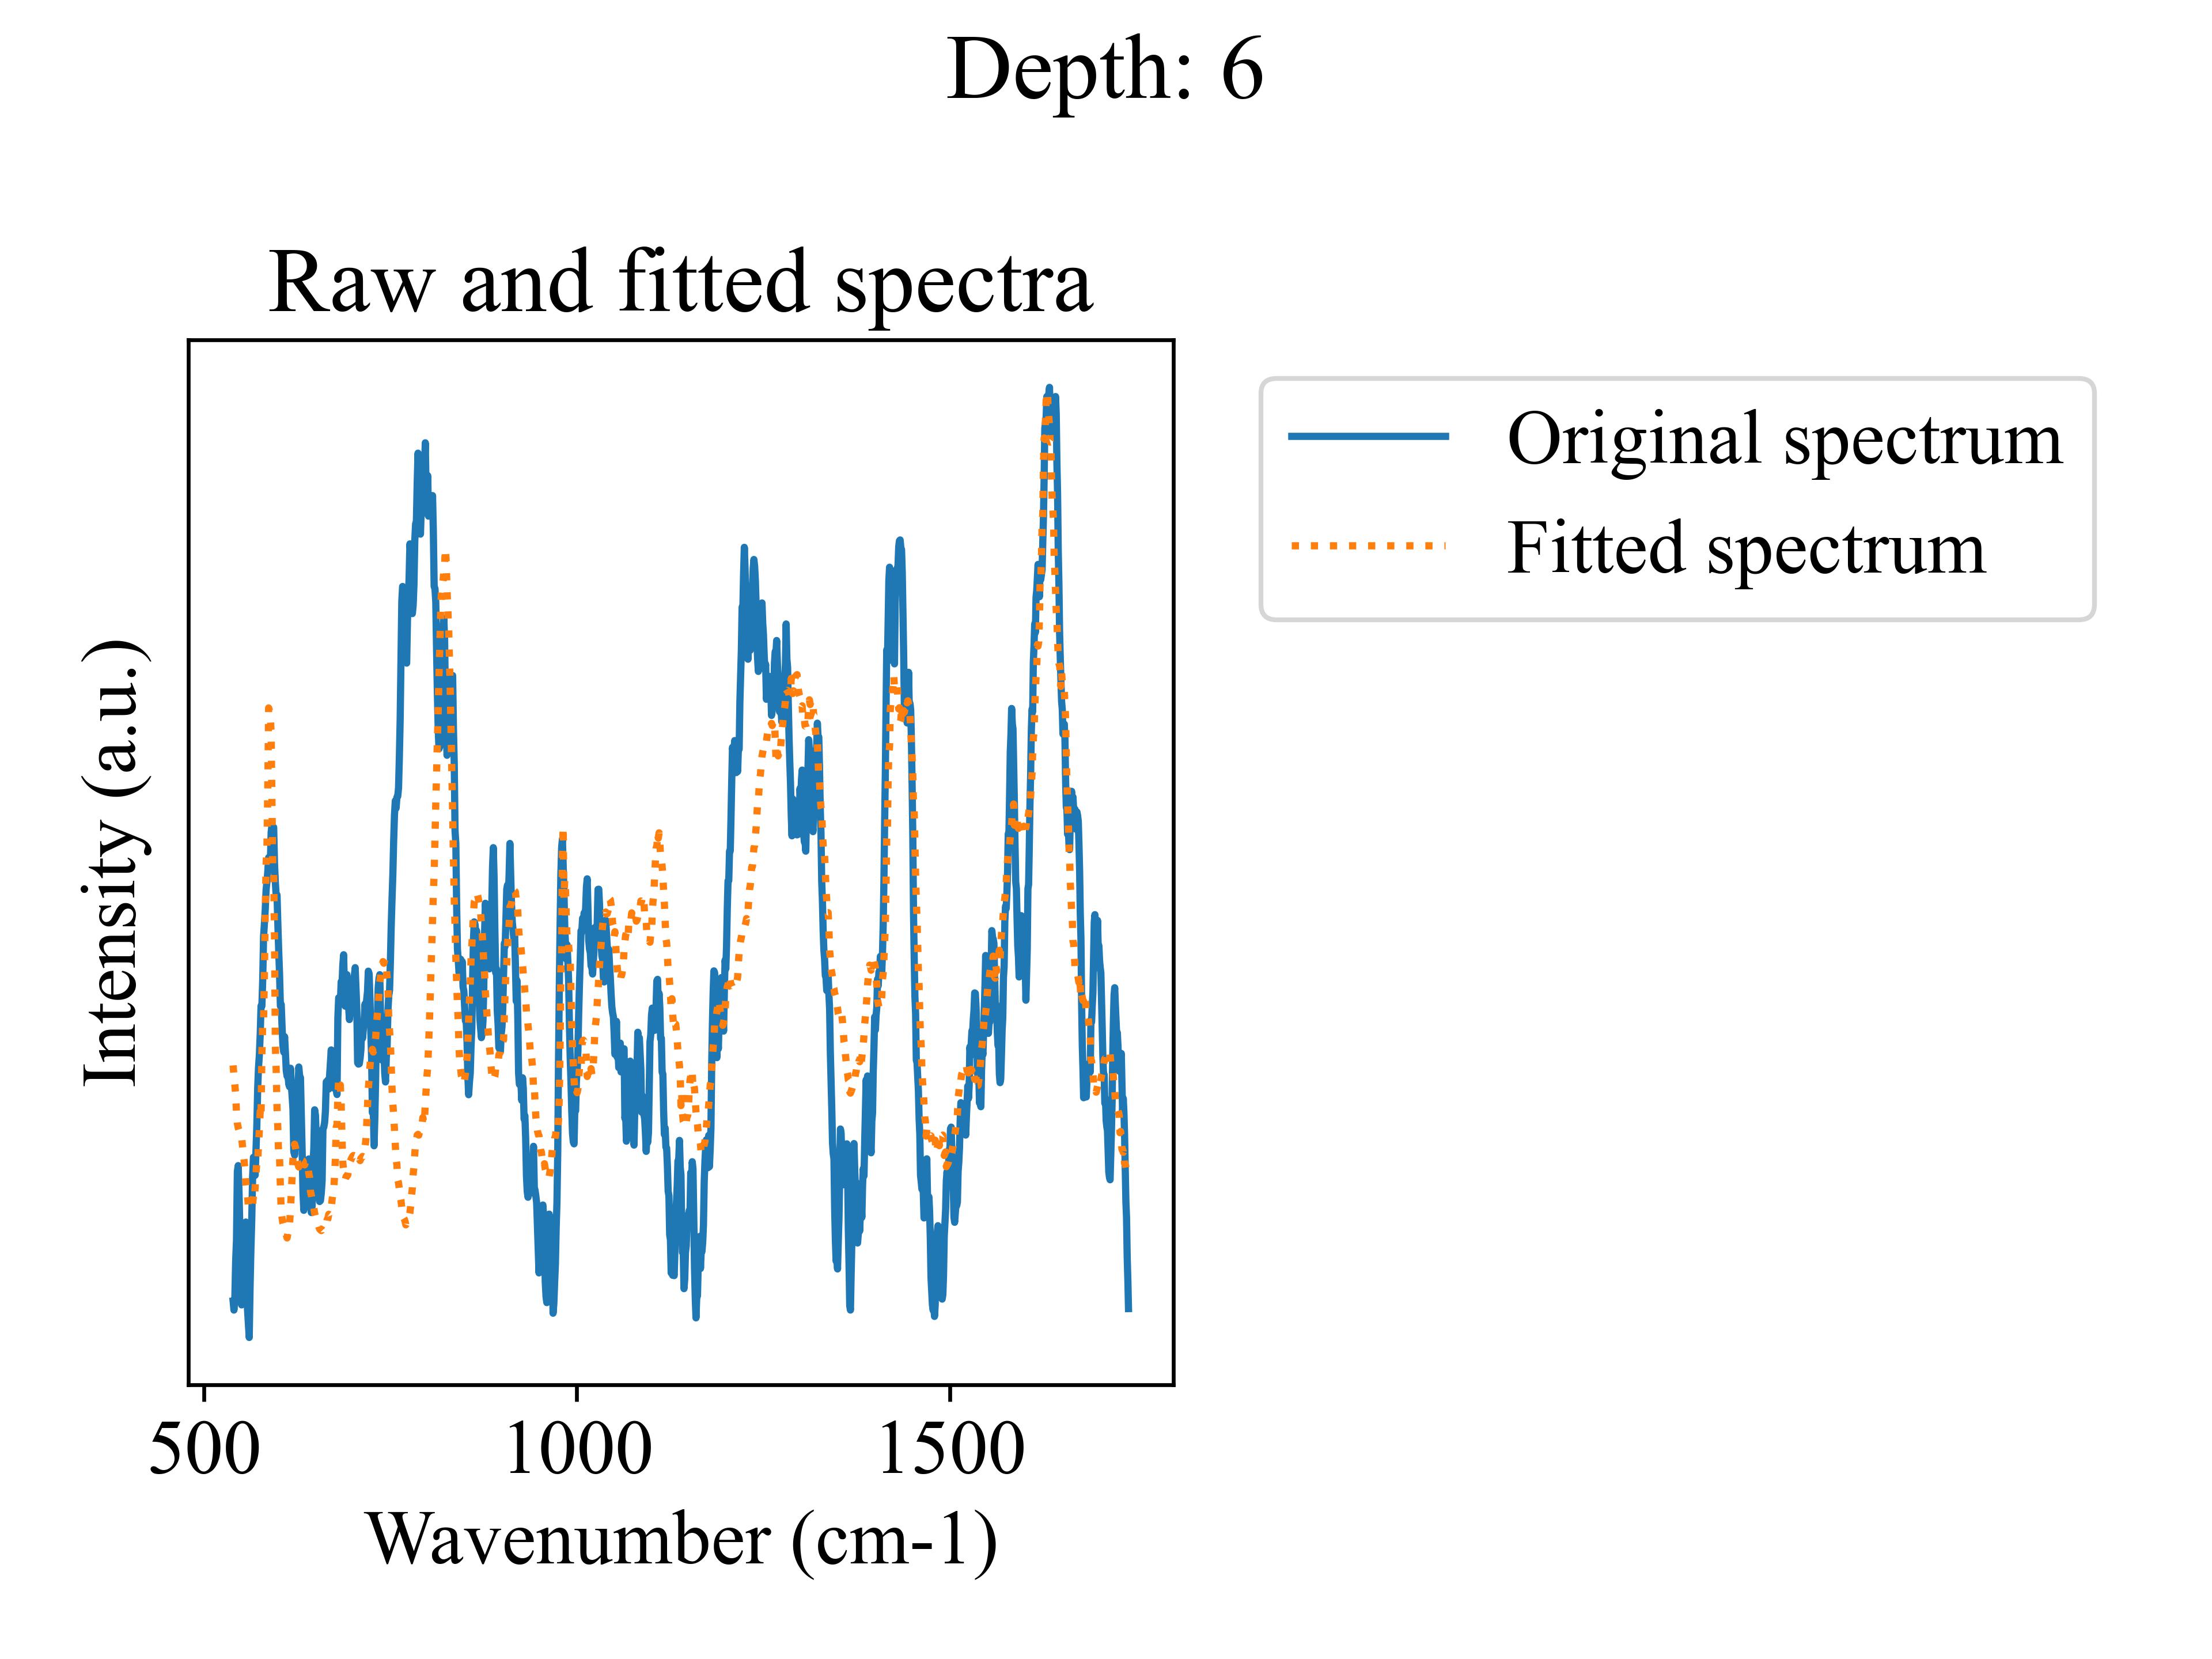 Depth: 6
Raw and fitted spectra
Original spectrum
Fitted spectrum
Intensity (a.u.)
500 1000 1500
Wavenumber (cm-1)